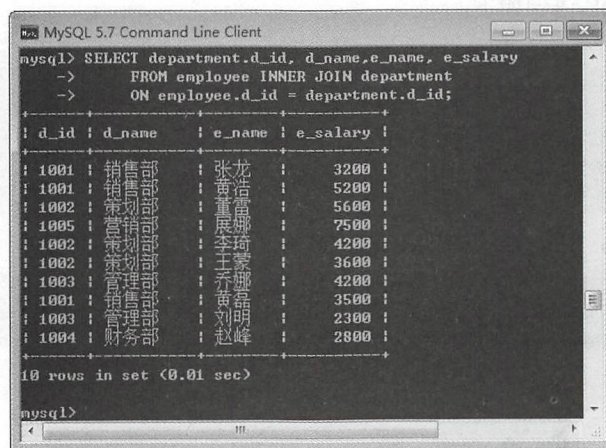 MySQL 5.7 Command Line Client
mysql> SELECT department.d_id, d_name,e_name, e_salary
    -> FROM employee INNER JOIN department
    -> ON employee.d_id = department.d_id;
+------+--------+--------+----------+
| d_id | d_name | e_name | e_salary |
+------+--------+--------+----------+
| 1001 | 销售部 | 张龙 | 3200 |
| 1001 | 销售部 | 黄浩 | 5200 |
| 1002 | 策划部 | 董雷 | 5600 |
| 1005 | 营销部 | 展娜 | 7500 |
| 1002 | 策划部 | 李琦 | 4200 |
| 1002 | 策划部 | 王蒙 | 3600 |
| 1003 | 管理部 | 乔娜 | 4200 |
| 1001 | 销售部 | 黄磊 | 3500 |
| 1003 | 管理部 | 刘明 | 2300 |
| 1004 | 财务部 | 赵峰 | 2800 |
+------+--------+--------+----------+
10 rows in set (0.01 sec)
mysql>